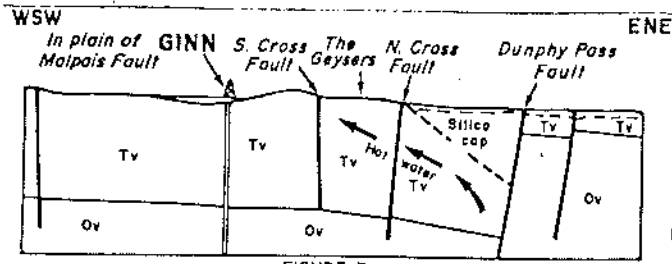 WSW
ENE
In plain of
Malpais Fault
GINN
S. Cross
Fault
The
Geysers
N. Cross
Fault
Dunphy Pass
Fault
Silica
cap
Tv
Tv
Tv
Tv
Tv
Tv
Hot
water
Ov
Ov
Ov